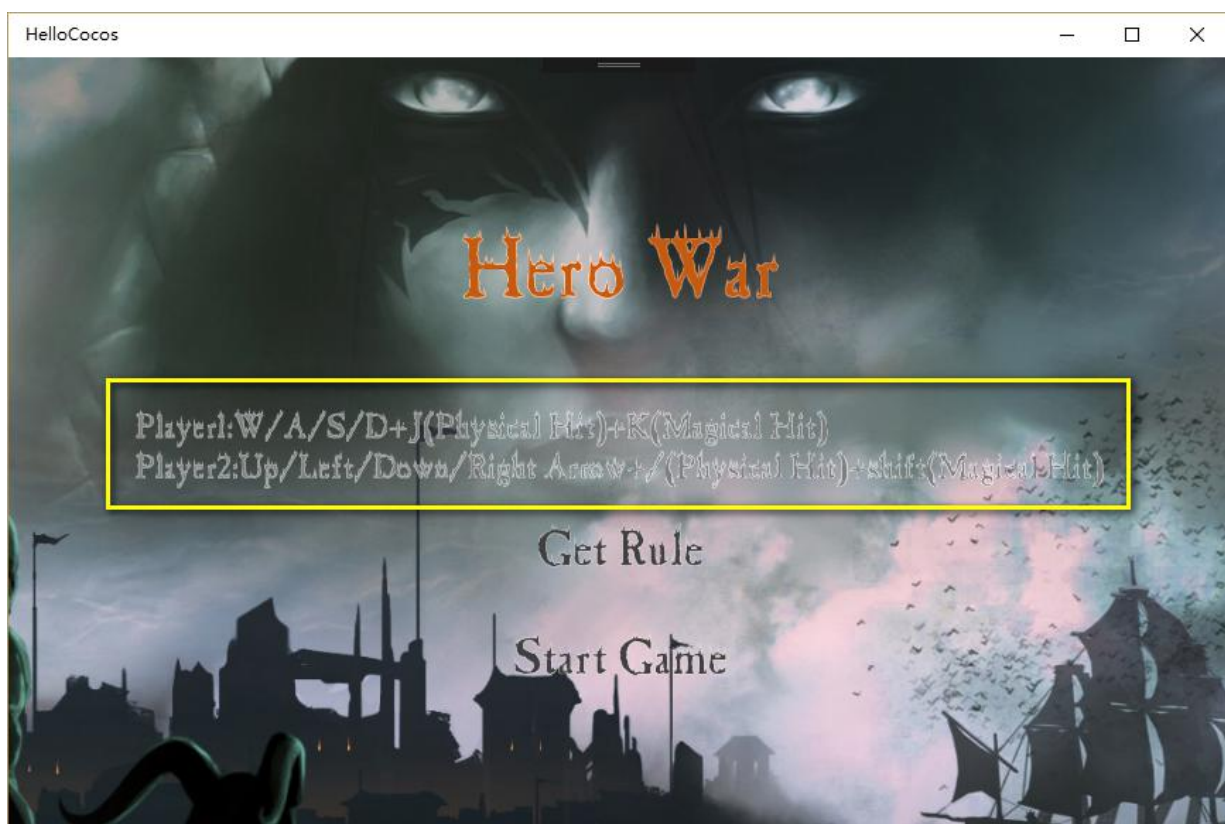 HelloCocos
Hero War
Player1:W/A/S/D+J(Physical Hit)+K(Magical Hit)
Player2:Up/Left/Down/Right Arrow+/(Physical Hit)+shift(Magical Hit)
Get Rule
Start Game